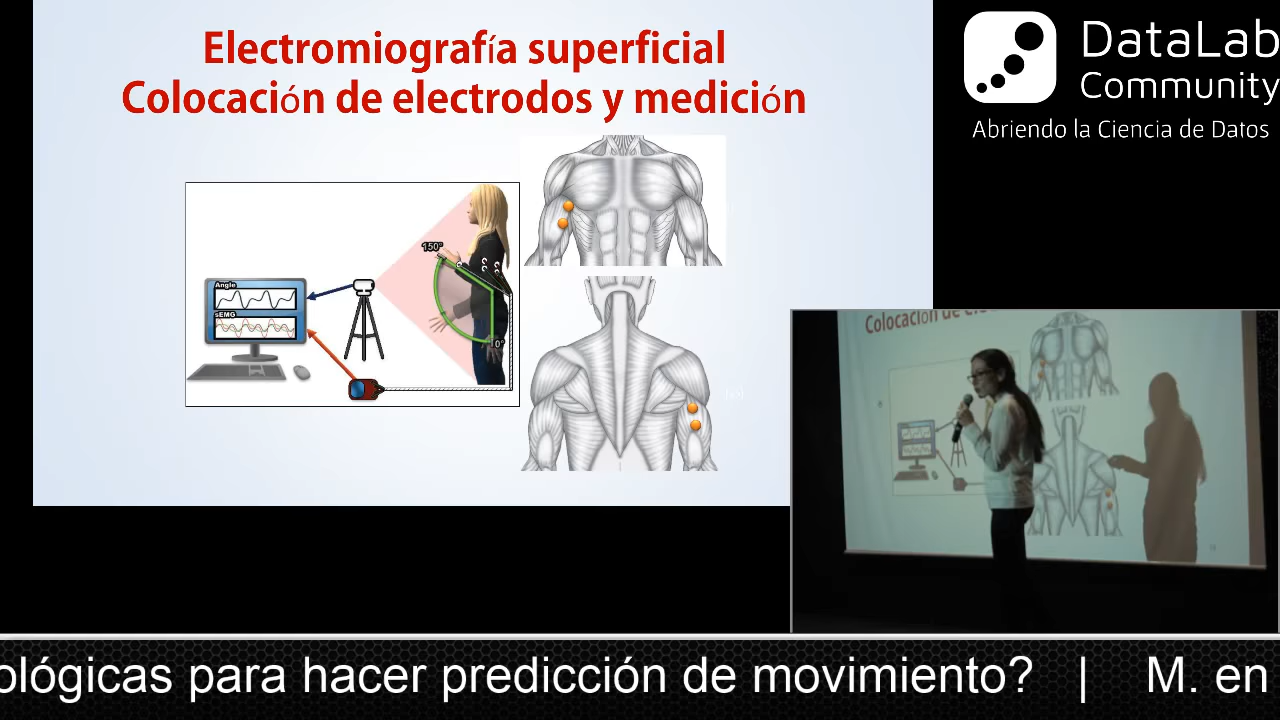 Electromiografía superficial
Colocación de electrodos y medición
DataLab
Community
Abriendo la Ciencia de Datos
150°
0°
Angle
sEMG
Colocación de
ológicas para hacer predicción de movimiento? | M. en